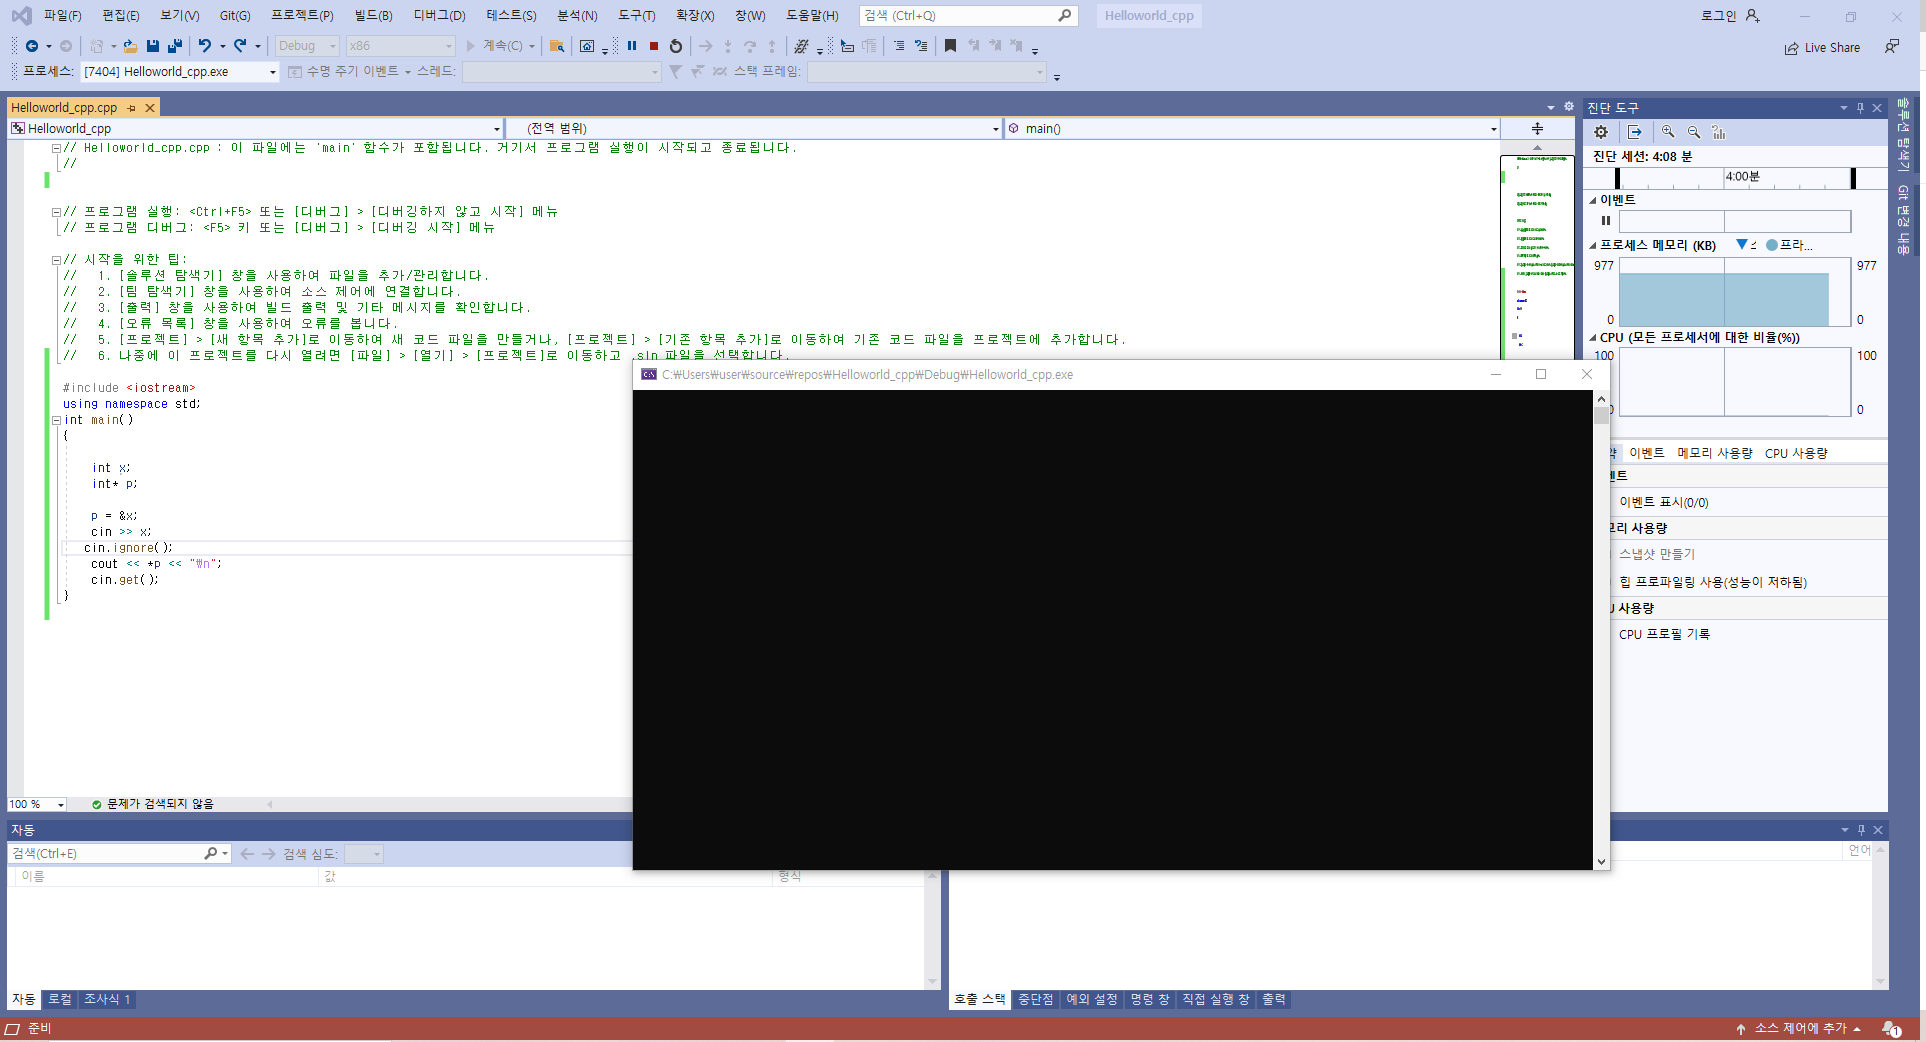 파일(F) 편집(E) 보기(V) Git(G) 프로젝트(P) 빌드(B) 디버그(D) 테스트(S) 분석(N) 도구(T) 확장(X) 창(W) 도움말(H) 검색 (Ctrl+Q) Helloworld_cpp 로그인
Debug x86 계속(C) Live Share
프로세스: [7404] Helloworld_cpp.exe 수명 주기 이벤트 스레드: 스택 프레임:
Helloworld_cpp.cpp
Helloworld_cpp (전역 범위) main()
// Helloworld_cpp.cpp : 이 파일에는 'main' 함수가 포함됩니다. 거기서 프로그램 실행이 시작되고 종료됩니다.
//
// 프로그램 실행: <Ctrl+F5> 또는 [디버그] > [디버깅하지 않고 시작] 메뉴
// 프로그램 디버그: <F5> 키 또는 [디버그] > [디버깅 시작] 메뉴
// 시작을 위한 팁:
//   1. [솔루션 탐색기] 창을 사용하여 파일을 추가/관리합니다.
//   2. [팀 탐색기] 창을 사용하여 소스 제어에 연결합니다.
//   3. [출력] 창을 사용하여 빌드 출력 및 기타 메시지를 확인합니다.
//   4. [오류 목록] 창을 사용하여 오류를 봅니다.
//   5. [프로젝트] > [새 항목 추가]로 이동하여 새 코드 파일을 만들거나, [프로젝트] > [기존 항목 추가]로 이동하여 기존 코드 파일을 프로젝트에 추가합니다.
//   6. 나중에 이 프로젝트를 다시 열려면 [파일] > [열기] > [프로젝트]로 이동하고 .sln 파일을 선택합니다.
#include <iostream>
using namespace std;
int main()
{
int x;
int* p;
p = &x;
cin >> x;
cin.ignore();
cout << *p << "₩n";
cin.get();
}
100 % 문제가 검색되지 않음
C:₩Users₩user₩source₩repos₩Helloworld_cpp₩Debug₩Helloworld_cpp.exe
진단 도구
진단 세션: 4:08 분
4:00분
이벤트
프로세스 메모리 (KB) 프라...
977 977
0 0
CPU (모든 프로세서에 대한 비율(%))
100 100
0
이벤트 메모리 사용량 CPU 사용량
이벤트 표시(0/0)
사용량
스냅샷 만들기
힙 프로파일링 사용(성능이 저하됨)
사용량
CPU 프로필 기록
솔루션 탐색기
Git 변경 내용
자동
검색(Ctrl+E) 검색 심도:
이름 값 형식
언어
자동 로컬 조사식 1
호출 스택 중단점 예외 설정 명령 창 직접 실행 창 출력
준비 소스 제어에 추가 1